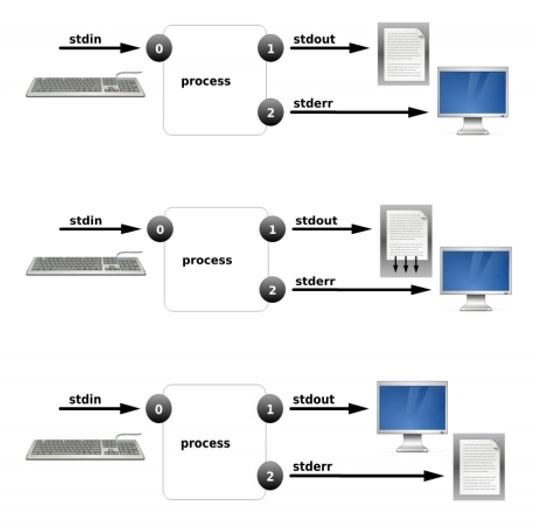 stdin
0
1
stdout
process
2
stderr
stdin
0
1
stdout
process
2
stderr
stdin
0
1
stdout
process
2
stderr